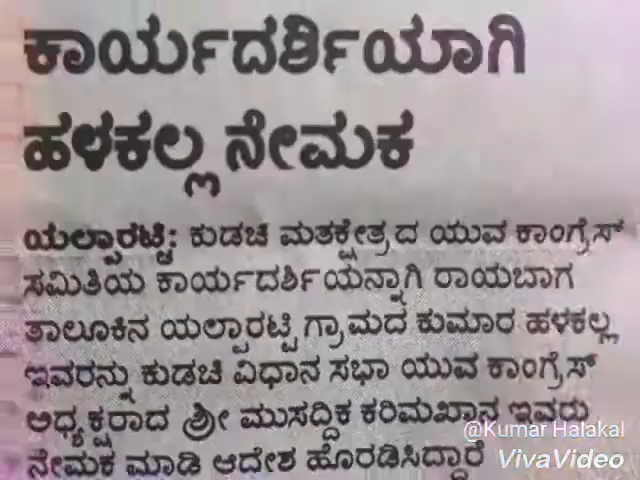 ಕಾರ್ಯದರ್ಶಿಯಾಗಿ
ಹಳಕಲ್ಲ ನೇಮಕ
ಯಲ್ಪಾರಟ್ಟಿ: ಕುಡಚಿ ಮತಕ್ಷೇತ್ರದ ಯುವ ಕಾಂಗ್ರೆಸ್
ಸಮಿತಿಯ ಕಾರ್ಯದರ್ಶಿಯನ್ನಾಗಿ ರಾಯಬಾಗ
ತಾಲೂಕಿನ ಯಲ್ಪಾರಟ್ಟಿ ಗ್ರಾಮದ ಕುಮಾರ ಹಳಕಲ್ಲ
ಇವರನ್ನು ಕುಡಚಿ ವಿಧಾನ ಸಭಾ ಯುವ ಕಾಂಗ್ರೆಸ್
ಅಧ್ಯಕ್ಷರಾದ ಶ್ರೀ ಮುಸದ್ದಿಕ ಕರಿಮಖಾನ ಇವರು
ನೇಮಕ ಮಾಡಿ ಆದೇಶ ಹೊರಡಿಸಿದ್ದಾರೆ
@Kumar Halakal
VivaVideo